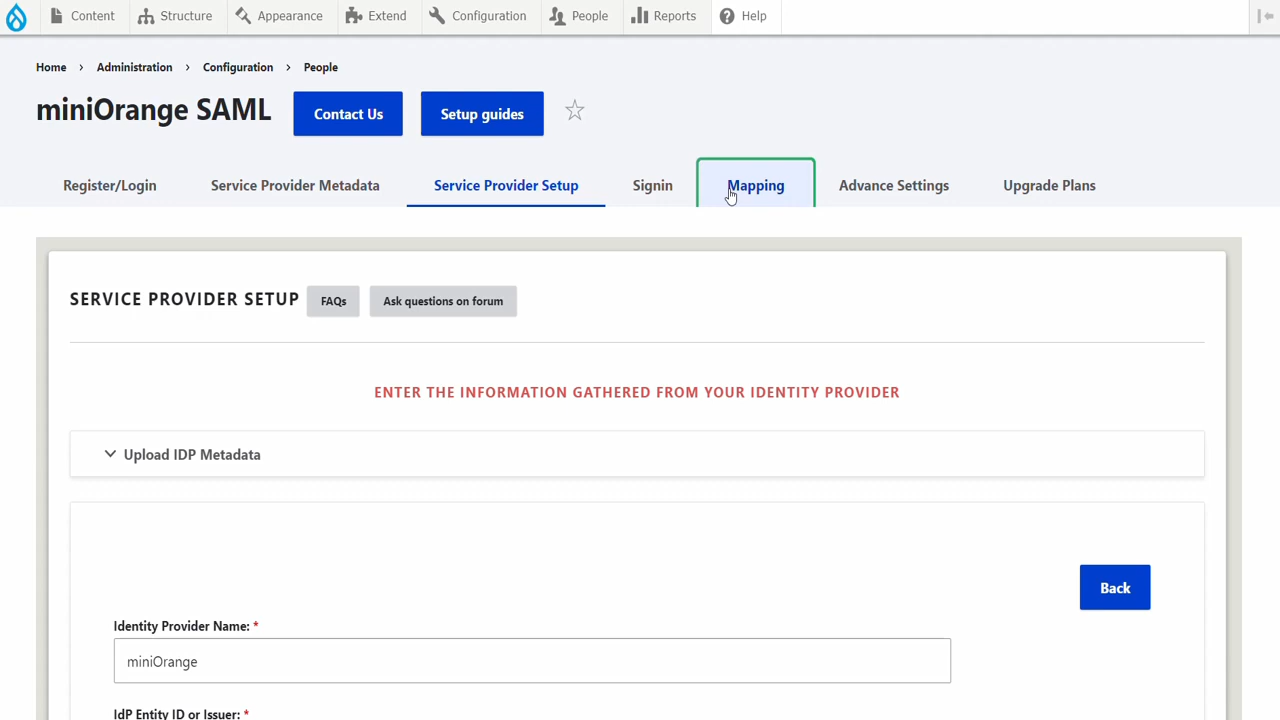 Content Structure Appearance Extend Configuration People Reports Help
Home › Administration › Configuration › People
miniOrange SAML Contact Us Setup guides
Register/Login Service Provider Metadata Service Provider Setup Signin Mapping Advance Settings Upgrade Plans
SERVICE PROVIDER SETUP FAQs Ask questions on forum
ENTER THE INFORMATION GATHERED FROM YOUR IDENTITY PROVIDER
Upload IDP Metadata
Back
Identity Provider Name: *
miniOrange
IdP Entity ID or Issuer: *